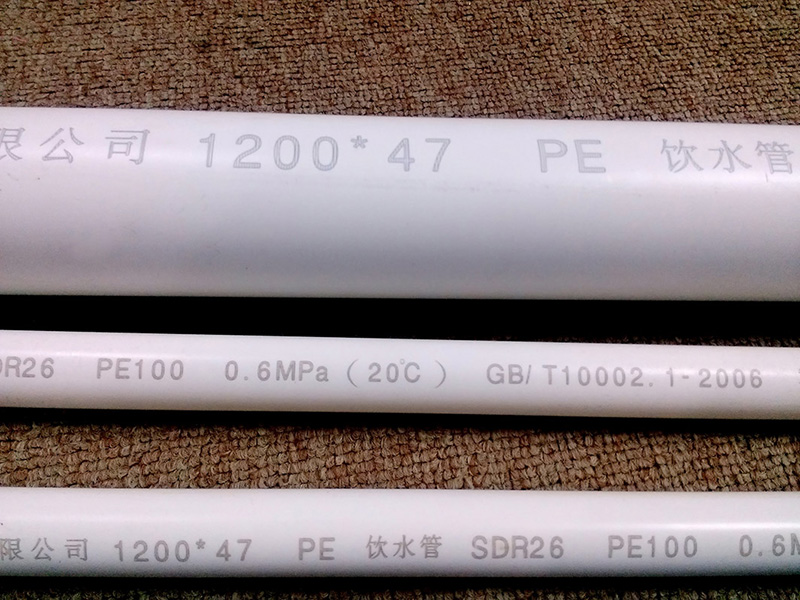 限公司 1200*47 PE 饮水管
DR26 PE100 0.6MPa (20℃) GB/T10002.1-2006
限公司 1200*47 PE 饮水管 SDR26 PE100 0.6M